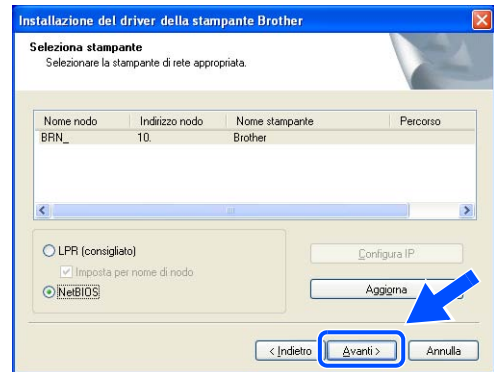 Installazione del driver della stampante Brother
Seleziona stampante
Selezionare la stampante di rete appropriata.
Nome nodo Indirizzo nodo Nome stampante Percorso
BRN_ 10. Brother
LPR (consigliato)
Configura IP
Imposta per nome di nodo
NetBIOS
Aggiorna
< Indietro Avanti > Annulla